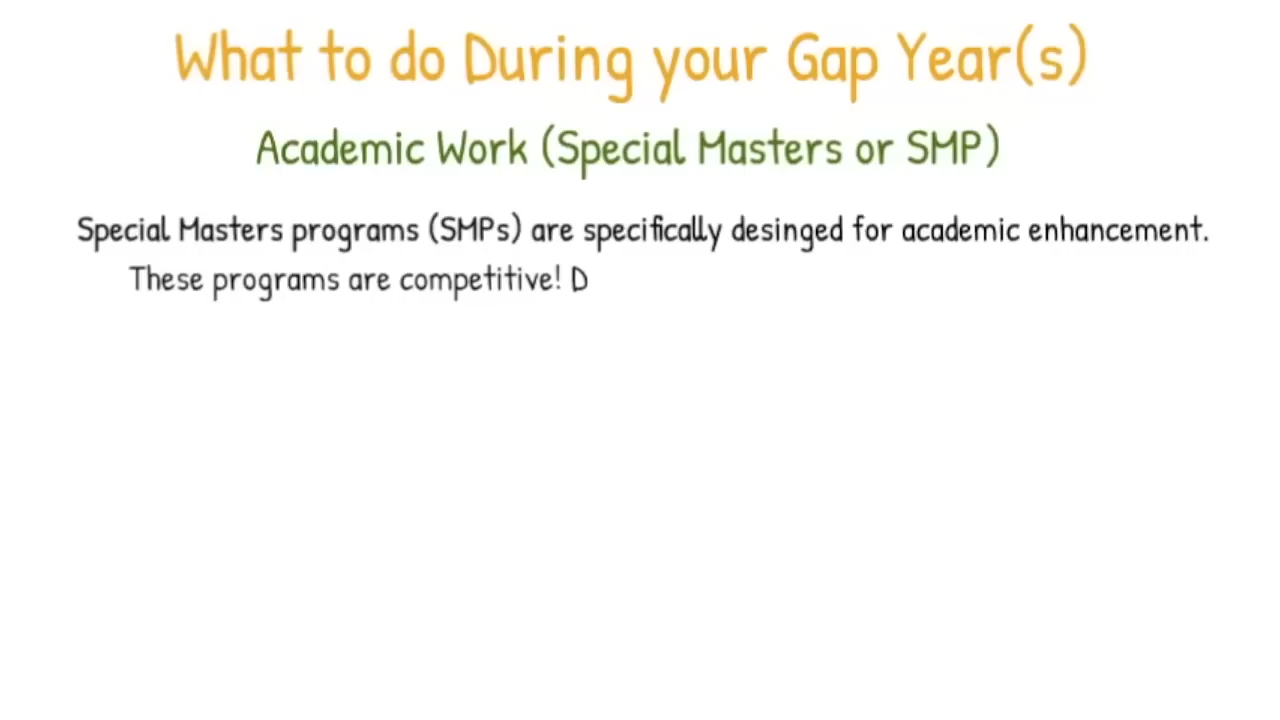 What to do During your Gap Year(s)
Academic Work (Special Masters or SMP)
Special Masters programs (SMPs) are specifically desinged for academic enhancement.
These programs are competitive! D